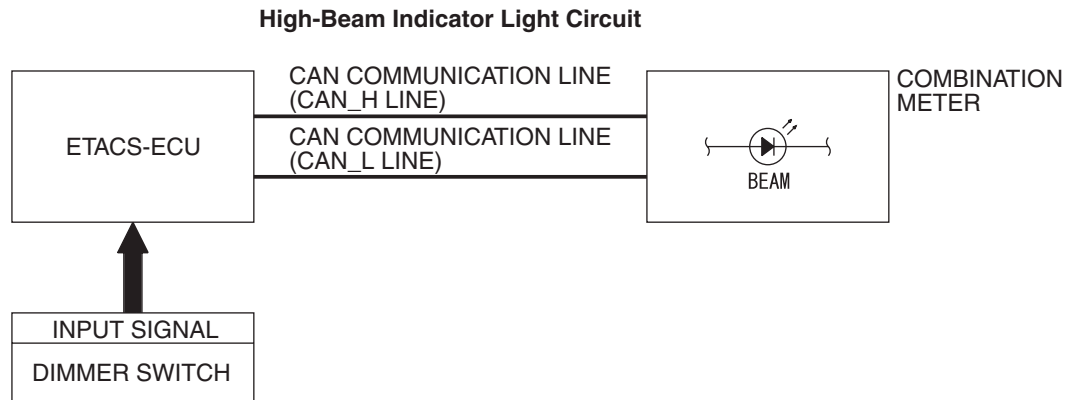 High-Beam Indicator Light Circuit
CAN COMMUNICATION LINE
(CAN_H LINE)
COMBINATION
METER
ETACS-ECU
CAN COMMUNICATION LINE
(CAN_L LINE)
BEAM
INPUT SIGNAL
DIMMER SWITCH